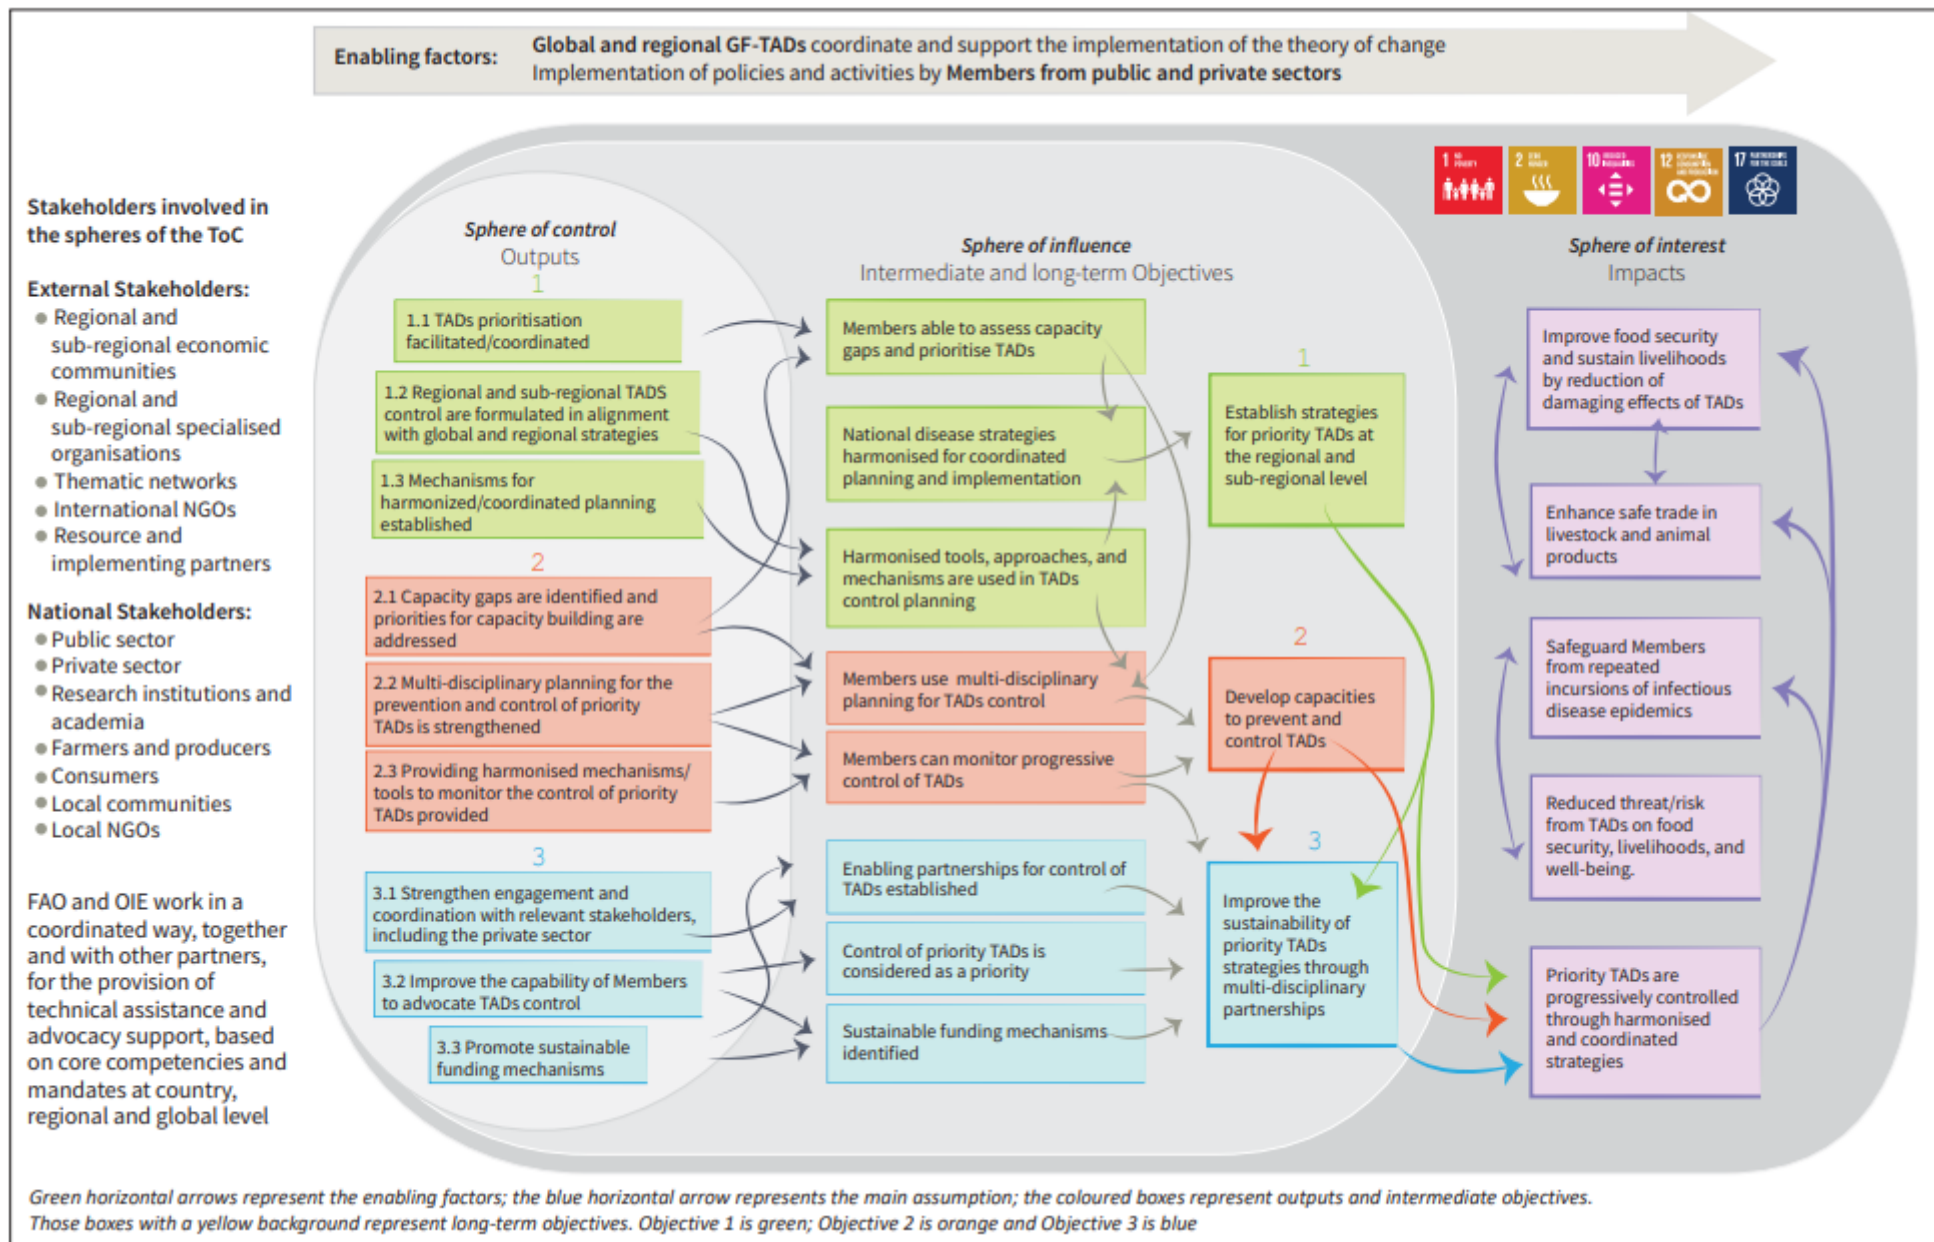 Enabling factors:
Global and regional GF-TADs coordinate and support the implementation of the theory of change
Implementation of policies and activities by Members from public and private sectors
Stakeholders involved in
the spheres of the ToC
External Stakeholders:
Regional and
sub-regional economic
communities
Regional and
sub-regional specialised
organisations
Thematic networks
International NGOs
Resource and
implementing partners
National Stakeholders:
Public sector
Private sector
Research institutions and
academia
Farmers and producers
Consumers
Local communities
Local NGOs
FAO and OIE work in a
coordinated way, together
and with other partners,
for the provision of
technical assistance and
advocacy support, based
on core competencies and
mandates at country,
regional and global level
Sphere of control
Outputs
1
1.1 TADs prioritisation
facilitated/coordinated
1.2 Regional and sub-regional TADS
control are formulated in alignment
with global and regional strategies
1.3 Mechanisms for
harmonized/coordinated planning
established
2
2.1 Capacity gaps are identified and
priorities for capacity building are
addressed
2.2 Multi-disciplinary planning for the
prevention and control of priority
TADs is strengthened
2.3 Providing harmonised mechanisms/
tools to monitor the control of priority
TADs provided
3
3.1 Strengthen engagement and
coordination with relevant stakeholders,
including the private sector
3.2 Improve the capability of Members
to advocate TADs control
3.3 Promote sustainable
funding mechanisms
Sphere of influence
Intermediate and long-term Objectives
Members able to assess capacity
gaps and prioritise TADs
National disease strategies
harmonised for coordinated
planning and implementation
Harmonised tools, approaches, and
mechanisms are used in TADs
control planning
Members use multi-disciplinary
planning for TADs control
Members can monitor progressive
control of TADs
Enabling partnerships for control of
TADs established
Control of priority TADs is
considered as a priority
Sustainable funding mechanisms
identified
1
Establish strategies
for priority TADs at
the regional and
sub-regional level
2
Develop capacities
to prevent and
control TADs
3
Improve the
sustainability of
priority TADs
strategies through
multi-disciplinary
partnerships
1 NO
POVERTY
2 ZERO
HUNGER
10 REDUCED
INEQUALITIES
12 RESPONSIBLE
CONSUMPTION
AND PRODUCTION
17 PARTNERSHIPS
FOR THE GOALS
Sphere of interest
Impacts
Improve food security
and sustain livelihoods
by reduction of
damaging effects of TADs
Enhance safe trade in
livestock and animal
products
Safeguard Members
from repeated
incursions of infectious
disease epidemics
Reduced threat/risk
from TADs on food
security, livelihoods, and
well-being.
Priority TADs are
progressively controlled
through harmonised
and coordinated
strategies
Green horizontal arrows represent the enabling factors; the blue horizontal arrow represents the main assumption; the coloured boxes represent outputs and intermediate objectives.
Those boxes with a yellow background represent long-term objectives. Objective 1 is green; Objective 2 is orange and Objective 3 is blue